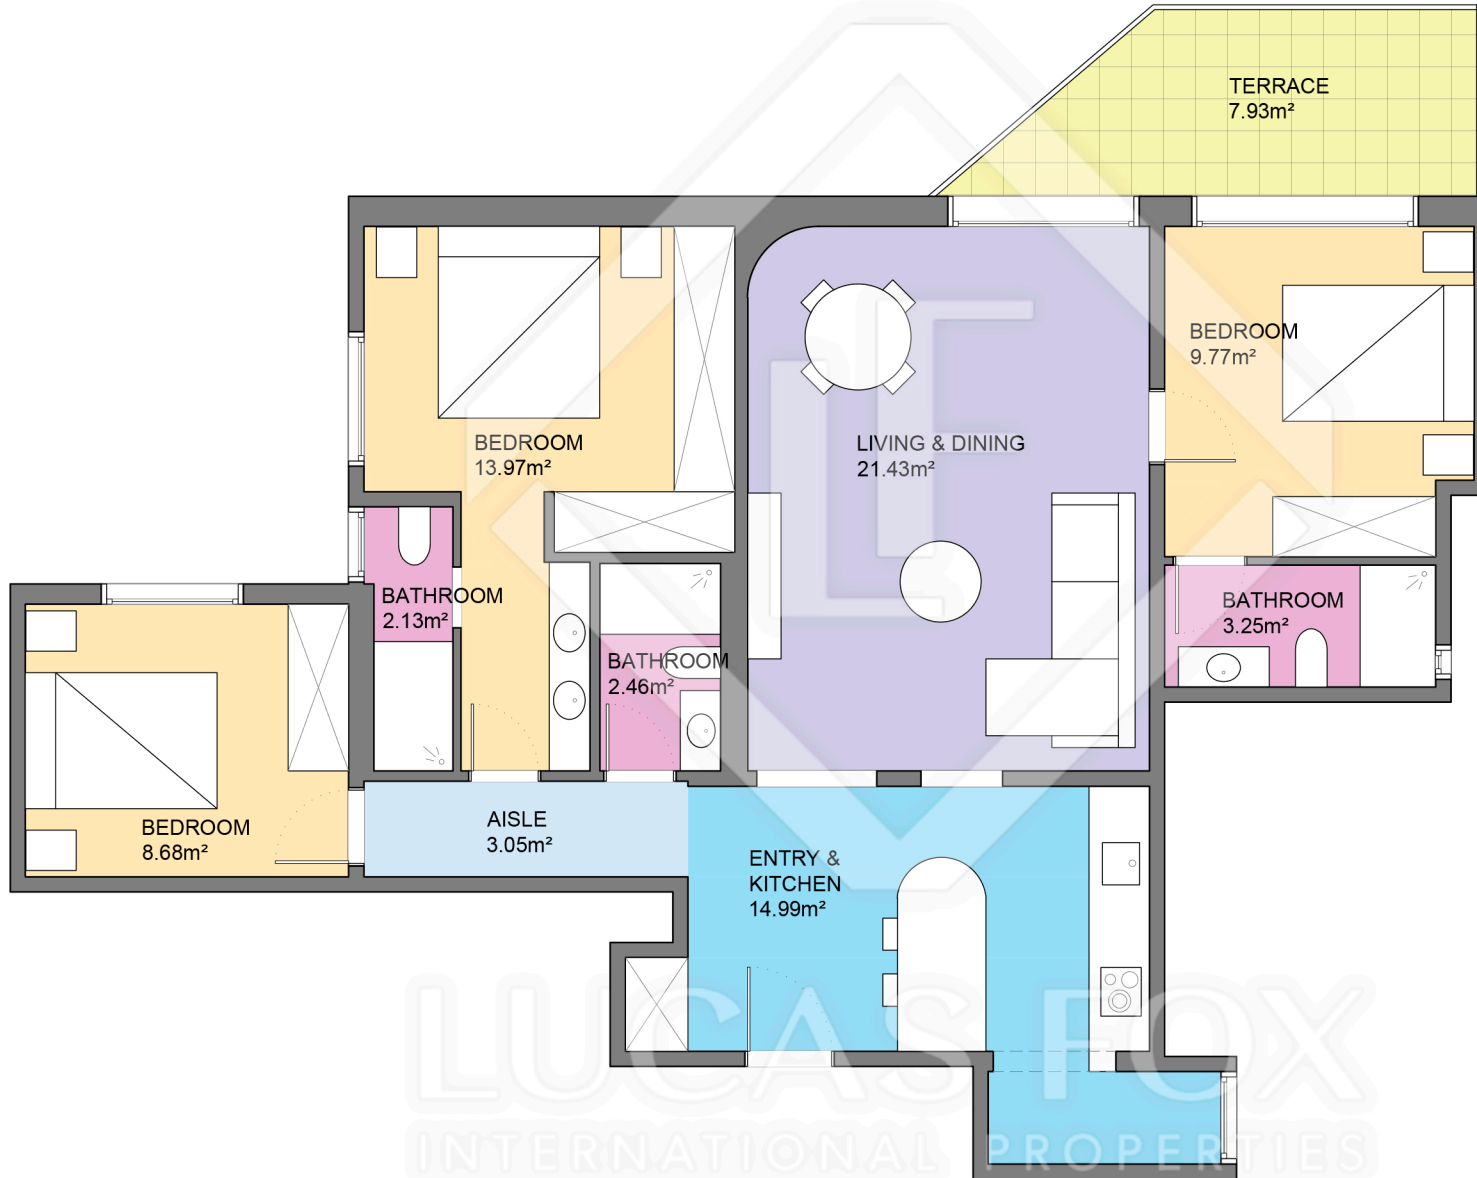 TERRACE
7.93m²
BEDROOM
9.77m²
BEDROOM
13.97m²
LIVING & DINING
21.43m²
BATHROOM
2.13m²
BATHROOM
3.25m²
BATHROOM
2.46m²
BEDROOM
8.68m²
AISLE
3.05m²
ENTRY &
KITCHEN
14.99m²
LF
LUCAS FOX
INTERNATIONAL PROPERTIES